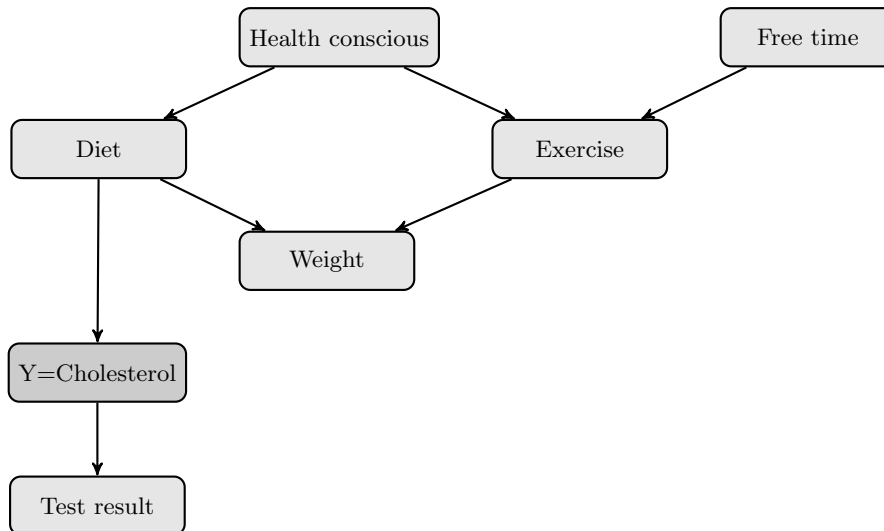 Health conscious
Free time
Diet
Exercise
Weight
Y=Cholesterol
Test result